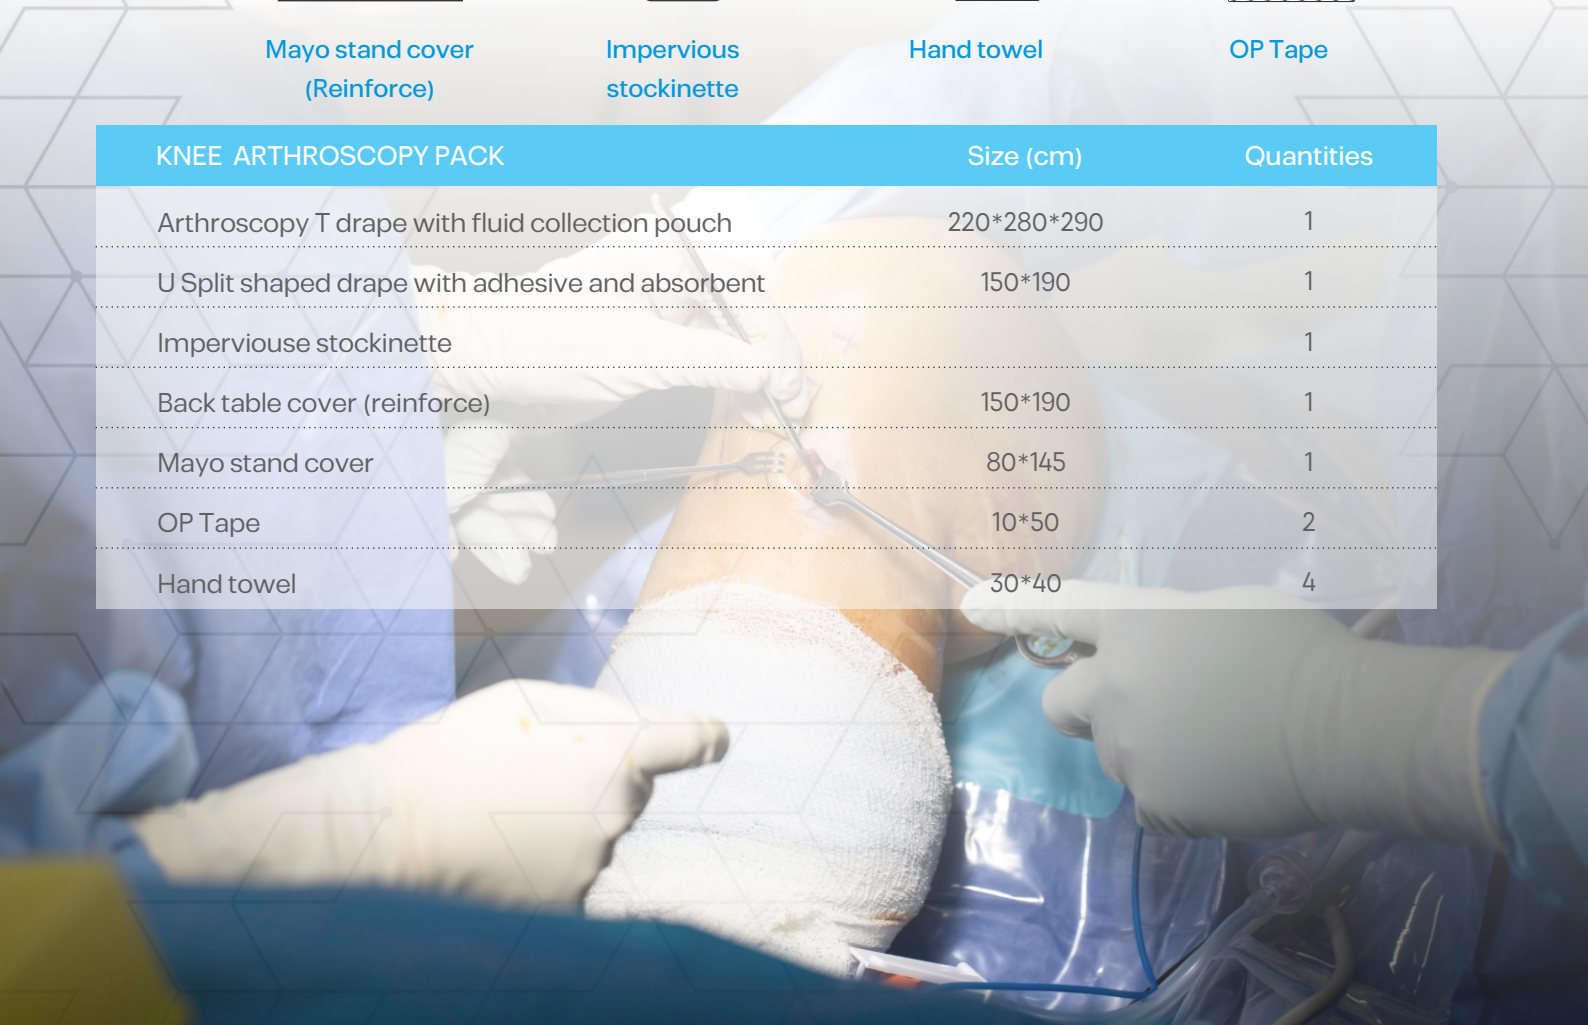 Mayo stand cover Impervious Hand towel OP Tape
(Reinforce) stockinette
KNEE ARTHROSCOPY PACK Size (cm) Quantities
Arthroscopy T drape with fluid collection pouch 220*280*290 1
U Split shaped drape with adhesive and absorbent 150*190 1
Imperviouse stockinette 1
Back table cover (reinforce) 150*190 1
Mayo stand cover 80*145 1
OP Tape 10*50 2
Hand towel 30*40 4